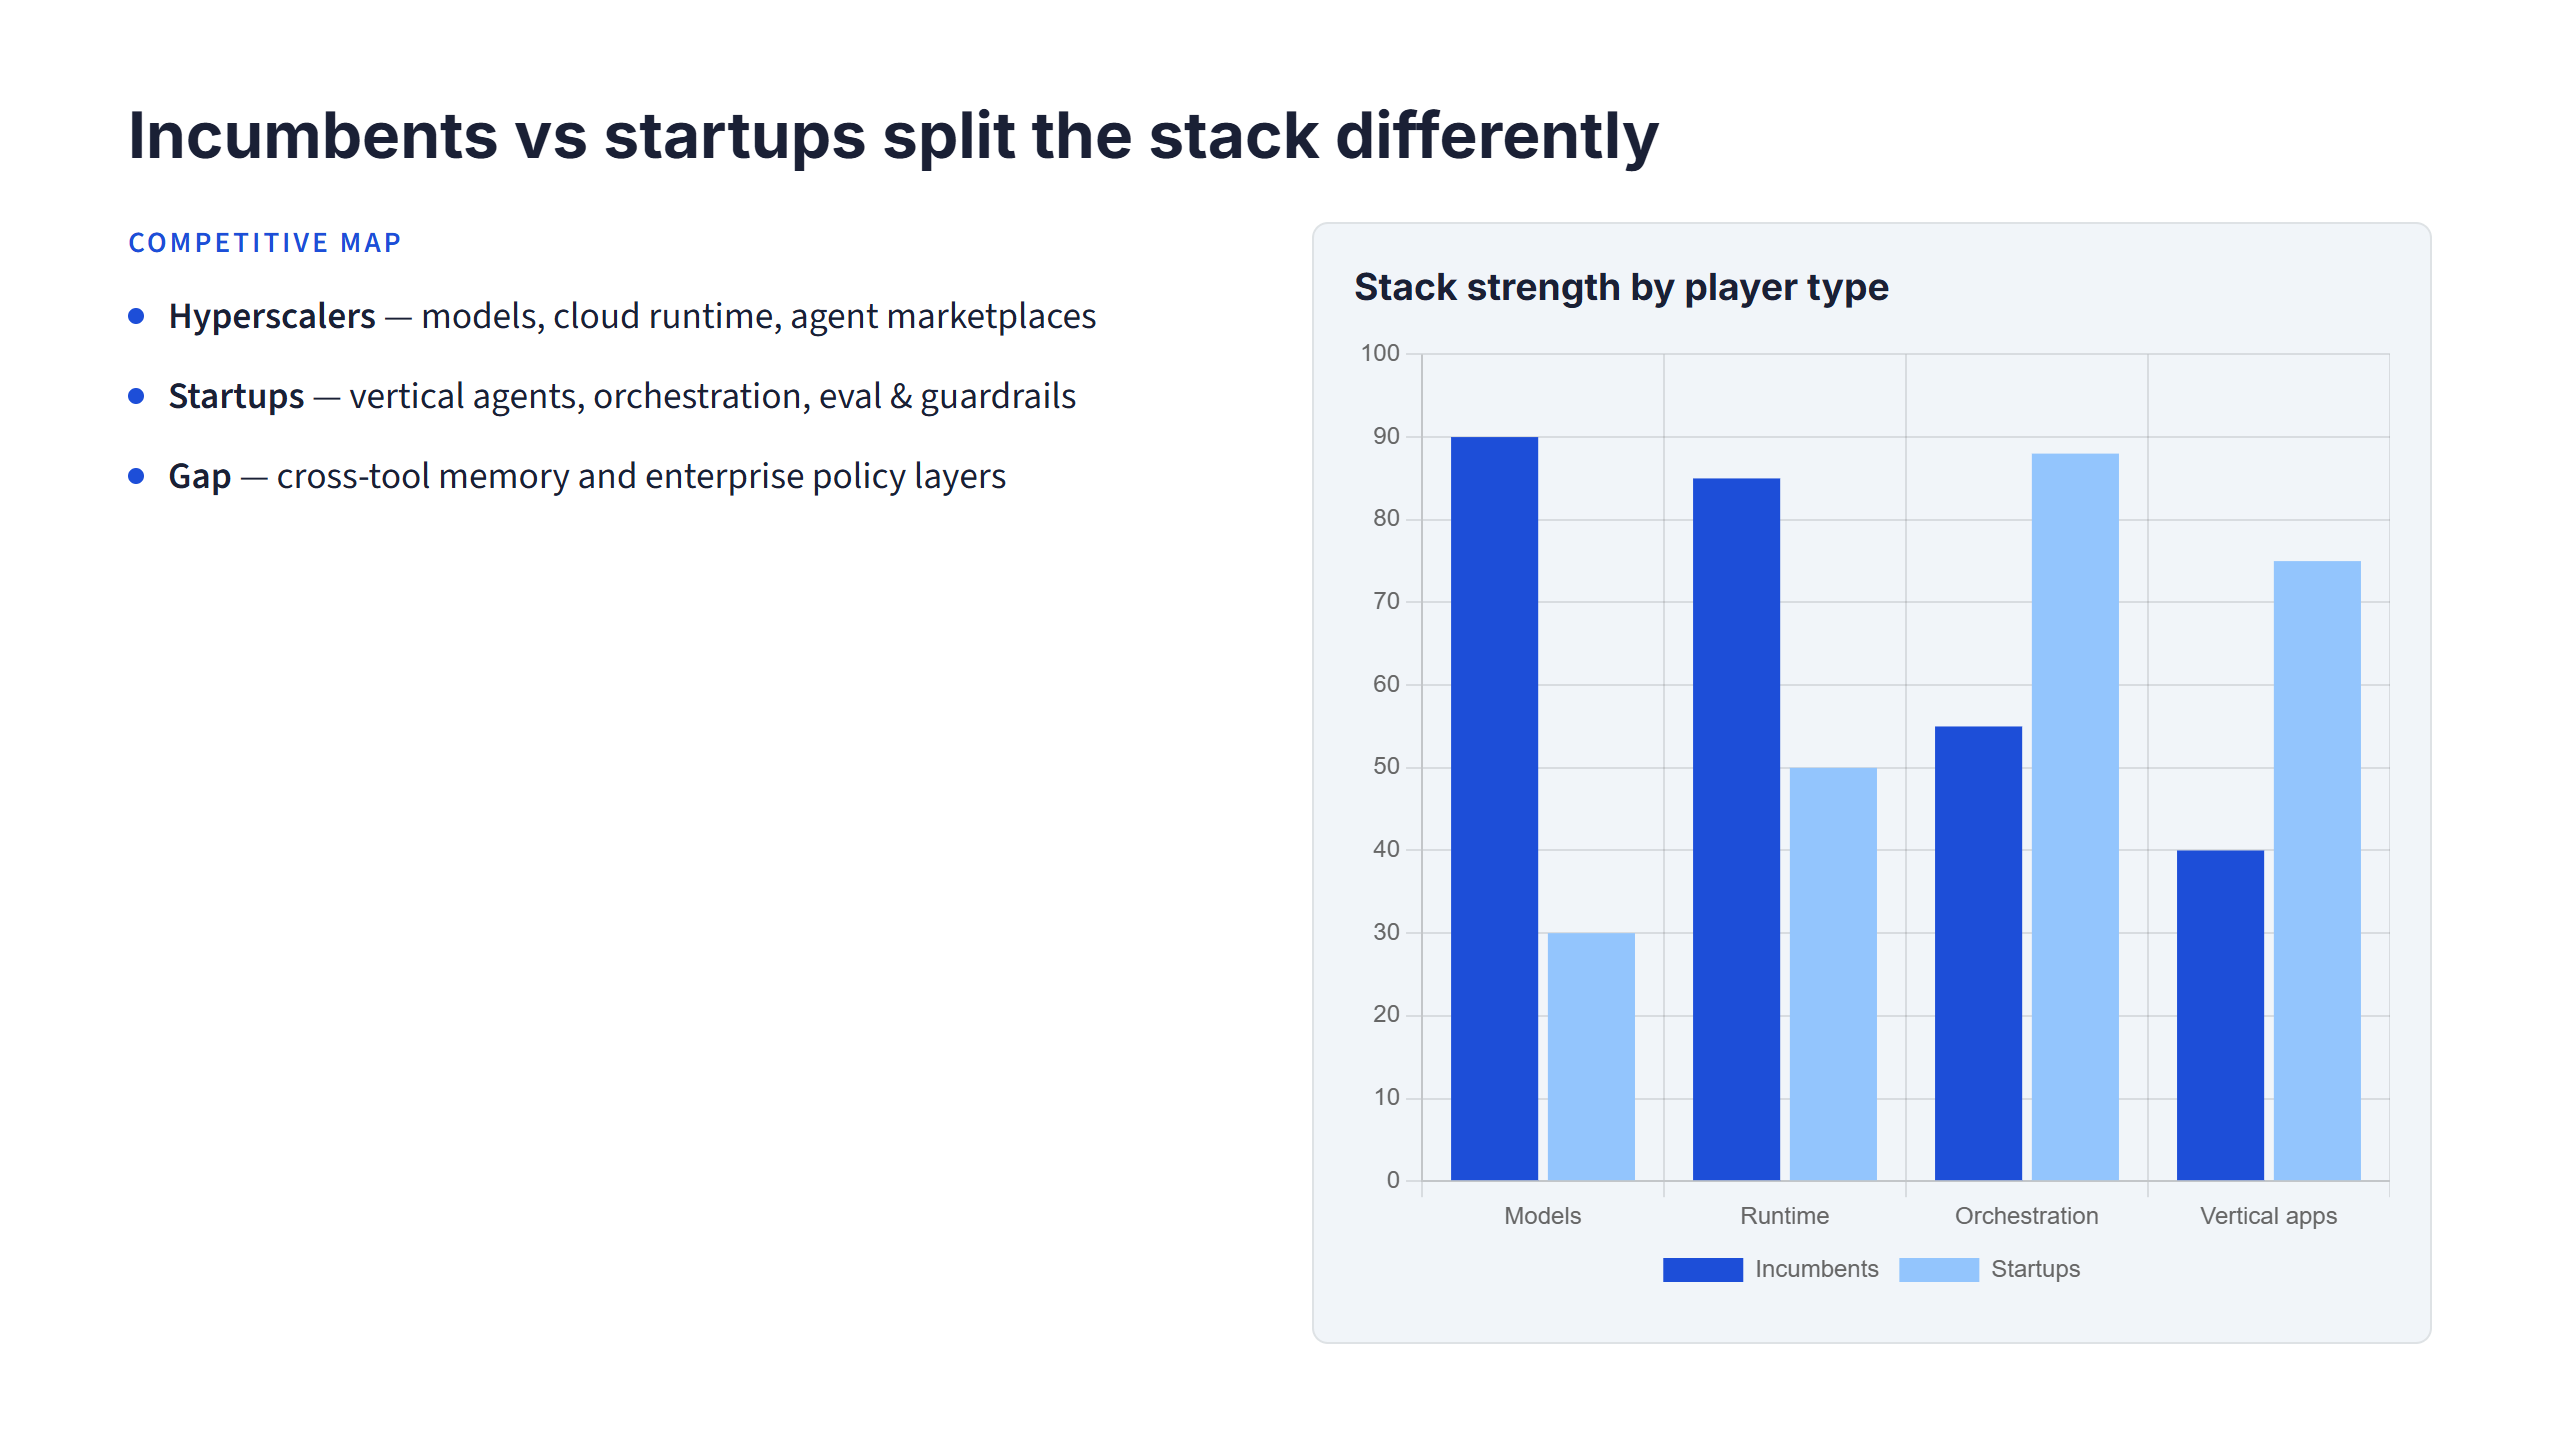 Incumbents vs startups split the stack differently
COMPETITIVE MAP
Hyperscalers — models, cloud runtime, agent marketplaces
Startups — vertical agents, orchestration, eval & guardrails
Gap — cross-tool memory and enterprise policy layers
Stack strength by player type
100
90
80
70
60
50
40
30
20
10
0
Models Runtime Orchestration Vertical apps
Incumbents Startups